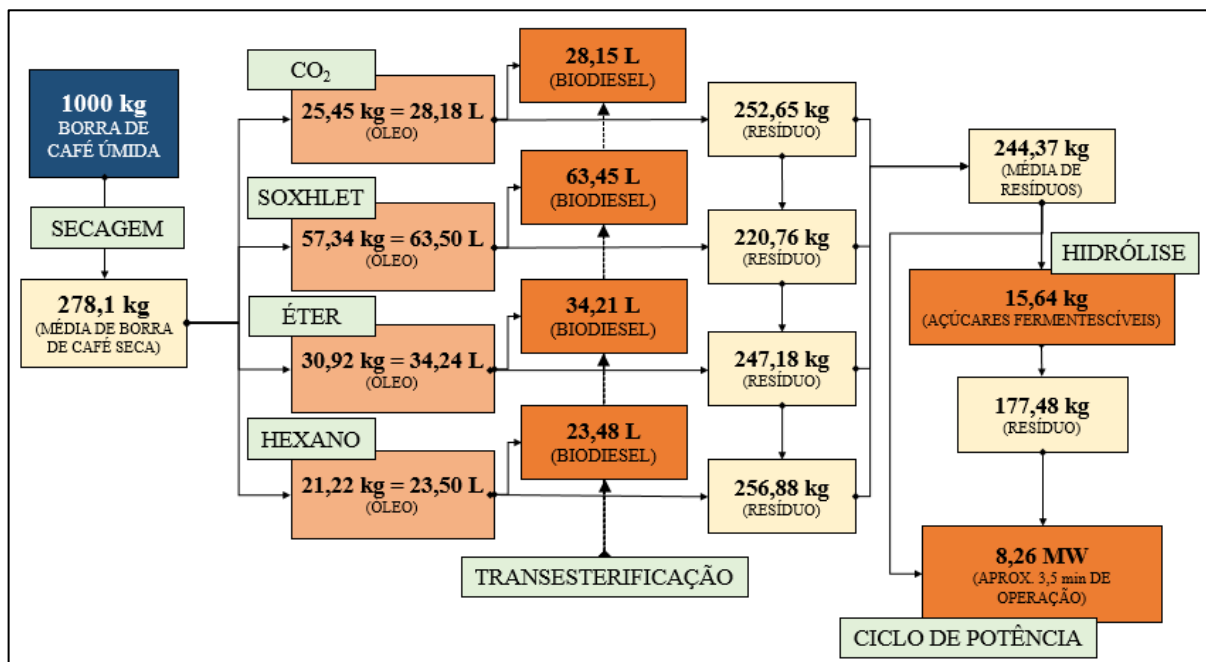 1000 kg
BORRA DE
CAFÉ ÚMIDA
SECAGEM
278,1 kg
(MÉDIA DE BORRA
DE CAFÉ SECA)
CO₂
25,45 kg = 28,18 L
(ÓLEO)
28,15 L
(BIODIESEL)
252,65 kg
(RESÍDUO)
SOXHLET
57,34 kg = 63,50 L
(ÓLEO)
63,45 L
(BIODIESEL)
220,76 kg
(RESÍDUO)
ÉTER
30,92 kg = 34,24 L
(ÓLEO)
34,21 L
(BIODIESEL)
247,18 kg
(RESÍDUO)
HEXANO
21,22 kg = 23,50 L
(ÓLEO)
23,48 L
(BIODIESEL)
256,88 kg
(RESÍDUO)
TRANSESTERIFICAÇÃO
244,37 kg
(MÉDIA DE
RESÍDUOS)
HIDRÓLISE
15,64 kg
(AÇÚCARES FERMENTESCÍVEIS)
177,48 kg
(RESÍDUO)
8,26 MW
(APROX. 3,5 min DE
OPERAÇÃO)
CICLO DE POTÊNCIA